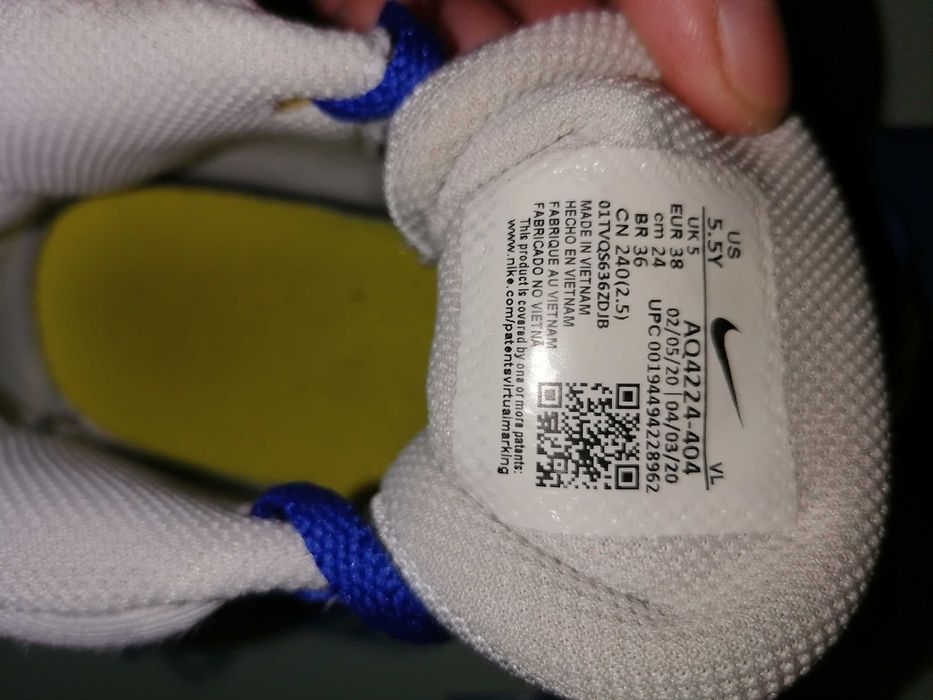 US
5.5Y
VL
UK 5
EUR 38
cm 24
BR 36
CN 240(2.5)
AQ4224-404
02/05/20 | 04/03/20
UPC 00194494228962
01TVQS636ZDJB
MADE IN VIETNAM
HECHO EN VIETNAM
FABRIQUE AU VIETNAM
FABRICADO NO VIETNA
This product is covered by one or more patents:
www.nike.com/patentsvirtualmarking